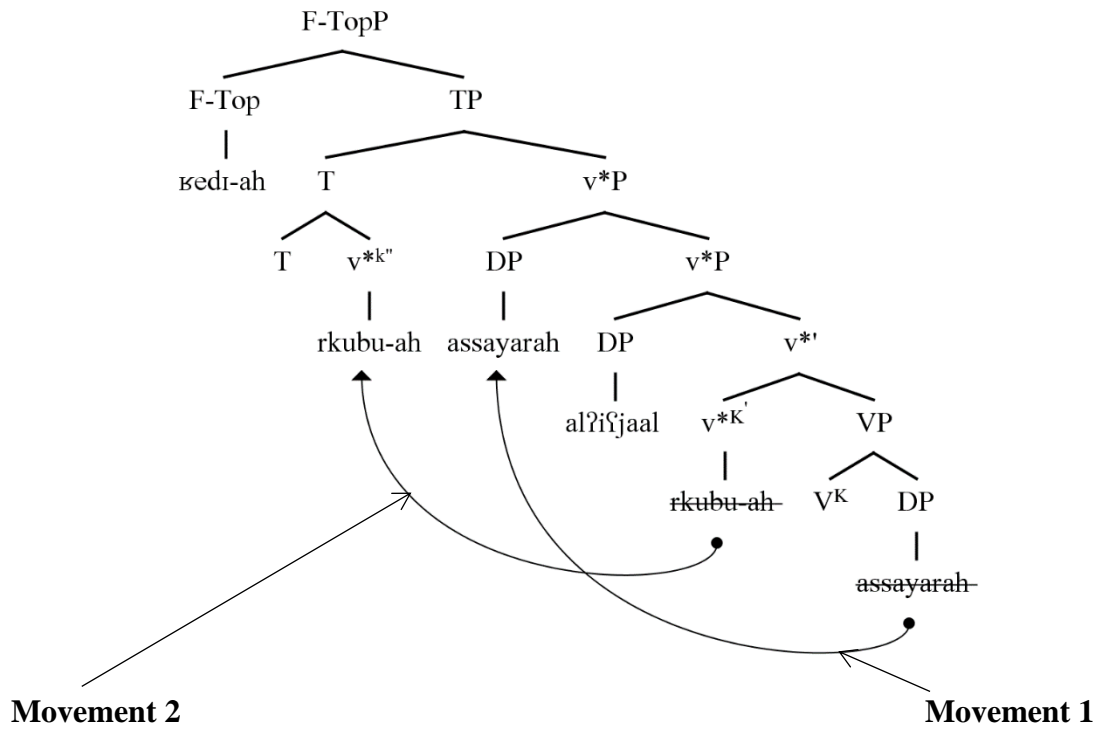 F-TopP
F-Top TP
ʁedɪ-ah T v*P
T v*ᵏ" DP v*P
rkubu-ah assayarah DP v*'
alʔiʕjaal v*ᴷ' VP
rkubu-ah Vᴷ DP
assayarah
Movement 2 Movement 1